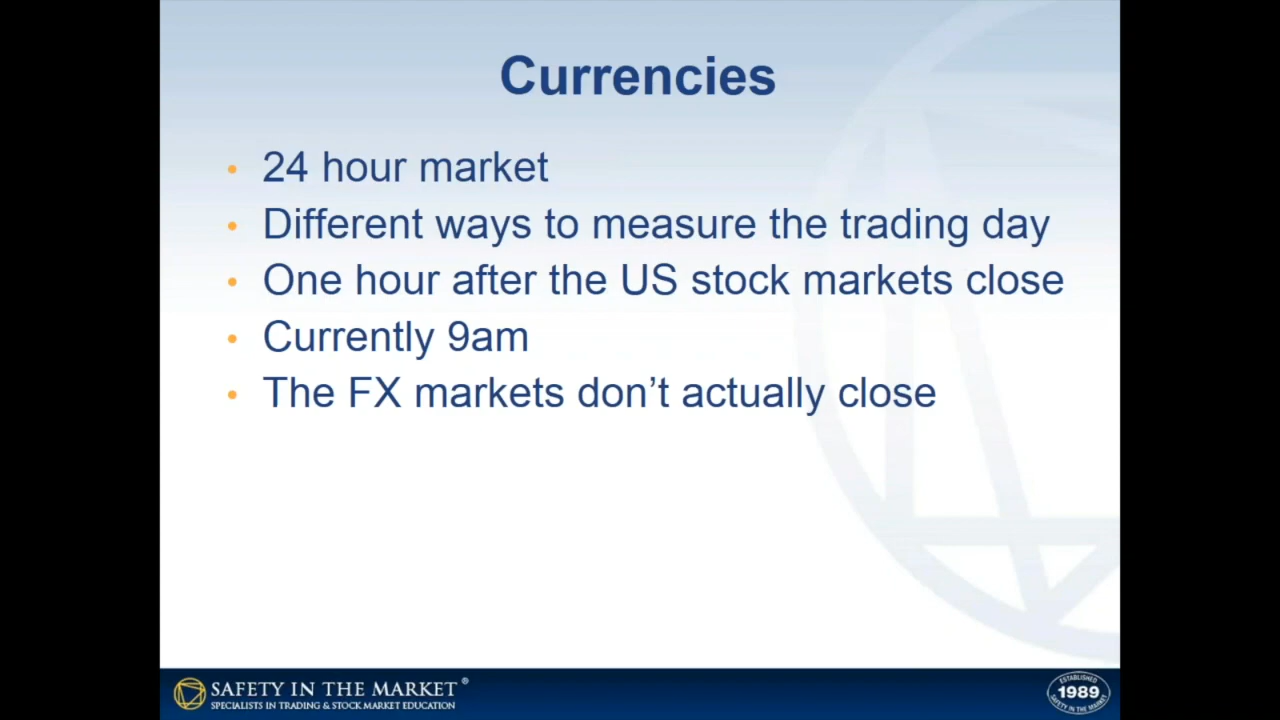 Currencies
• 24 hour market
• Different ways to measure the trading day
• One hour after the US stock markets close
• Currently 9am
• The FX markets don’t actually close
SAFETY IN THE MARKET®
SPECIALISTS IN TRADING & STOCK MARKET EDUCATION
ESTABLISHED
1989
SAFETY IN THE MARKET